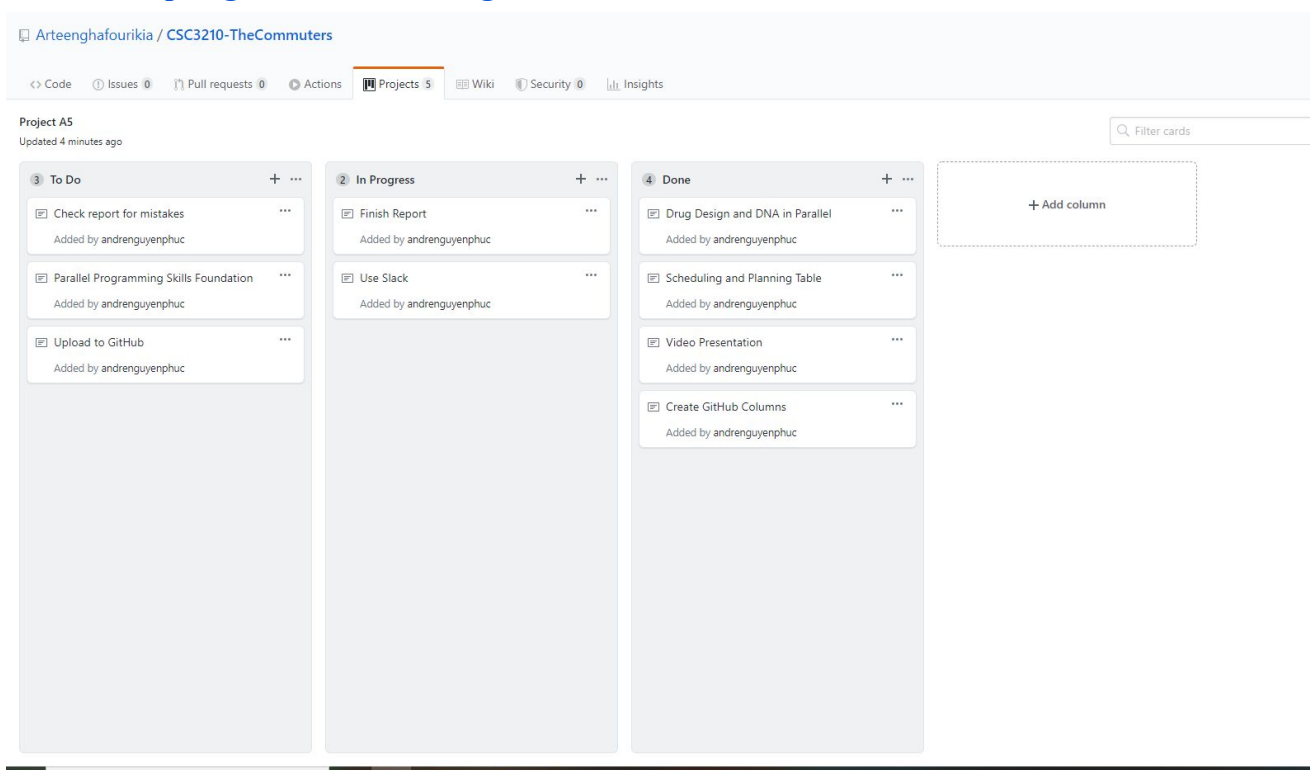 Arteenghafourikia / CSC3210-TheCommuters
Code Issues 0 Pull requests 0 Actions Projects 5 Wiki Security 0 Insights
Project A5
Updated 4 minutes ago
Filter cards
3 To Do
Check report for mistakes
Added by andrenguyenphuc
Parallel Programming Skills Foundation
Added by andrenguyenphuc
Upload to GitHub
Added by andrenguyenphuc
2 In Progress
Finish Report
Added by andrenguyenphuc
Use Slack
Added by andrenguyenphuc
4 Done
Drug Design and DNA in Parallel
Added by andrenguyenphuc
Scheduling and Planning Table
Added by andrenguyenphuc
Video Presentation
Added by andrenguyenphuc
Create GitHub Columns
Added by andrenguyenphuc
+ Add column